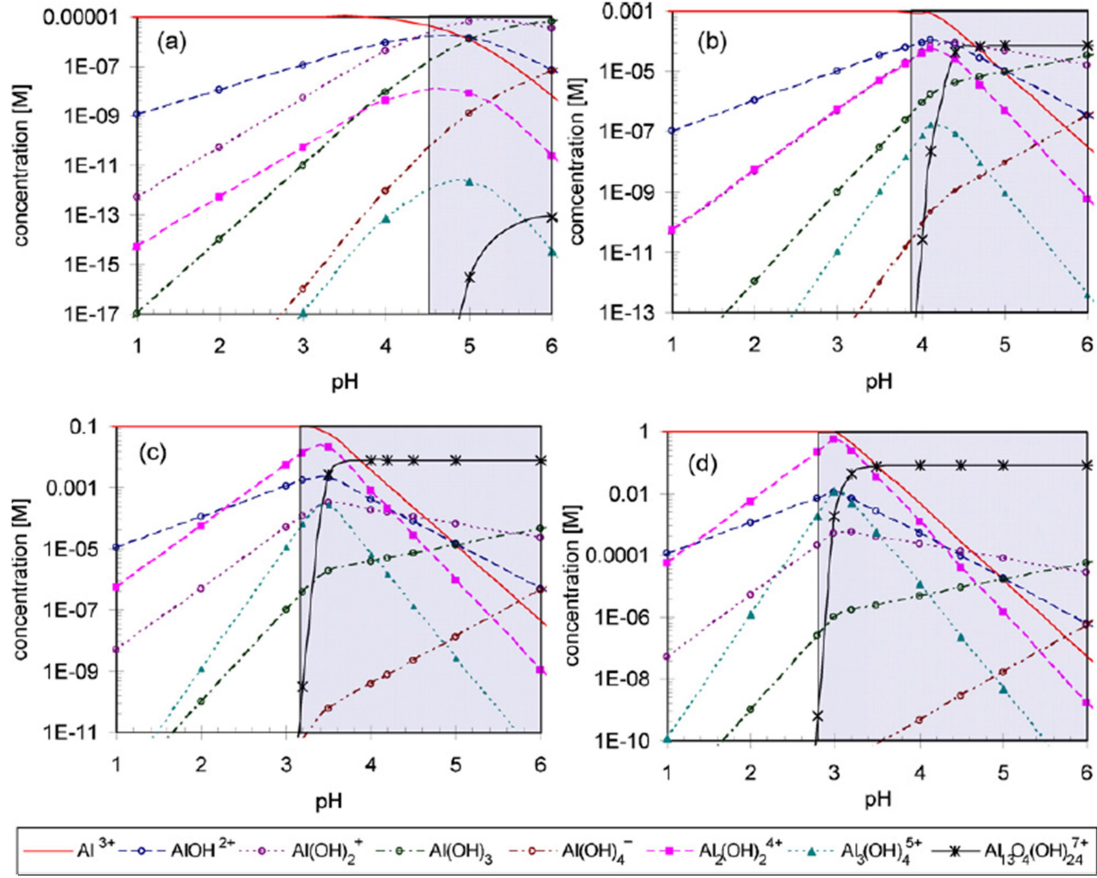 (a)
concentration [M]
0.00001
1E-07
1E-09
1E-11
1E-13
1E-15
1E-17
1 2 3 4 5 6
pH
(b)
comcentration [M]
0.001
1E-05
1E-07
1E-09
1E-11
1E-13
1 2 3 4 5 6
pH
(c)
concentration [M]
0.1
0.001
1E-05
1E-07
1E-09
1E-11
1 2 3 4 5 6
pH
(d)
concentration [M]
1
0.01
0.0001
1E-06
1E-08
1E-10
1 2 3 4 5 6
pH
Al³⁺ AlOH²⁺ Al(OH)₂⁺ Al(OH)₃ Al(OH)₄⁻ Al₂(OH)₂⁴⁺ Al₃(OH)₄⁵⁺ Al₁₃O₄(OH)₂₄⁷⁺